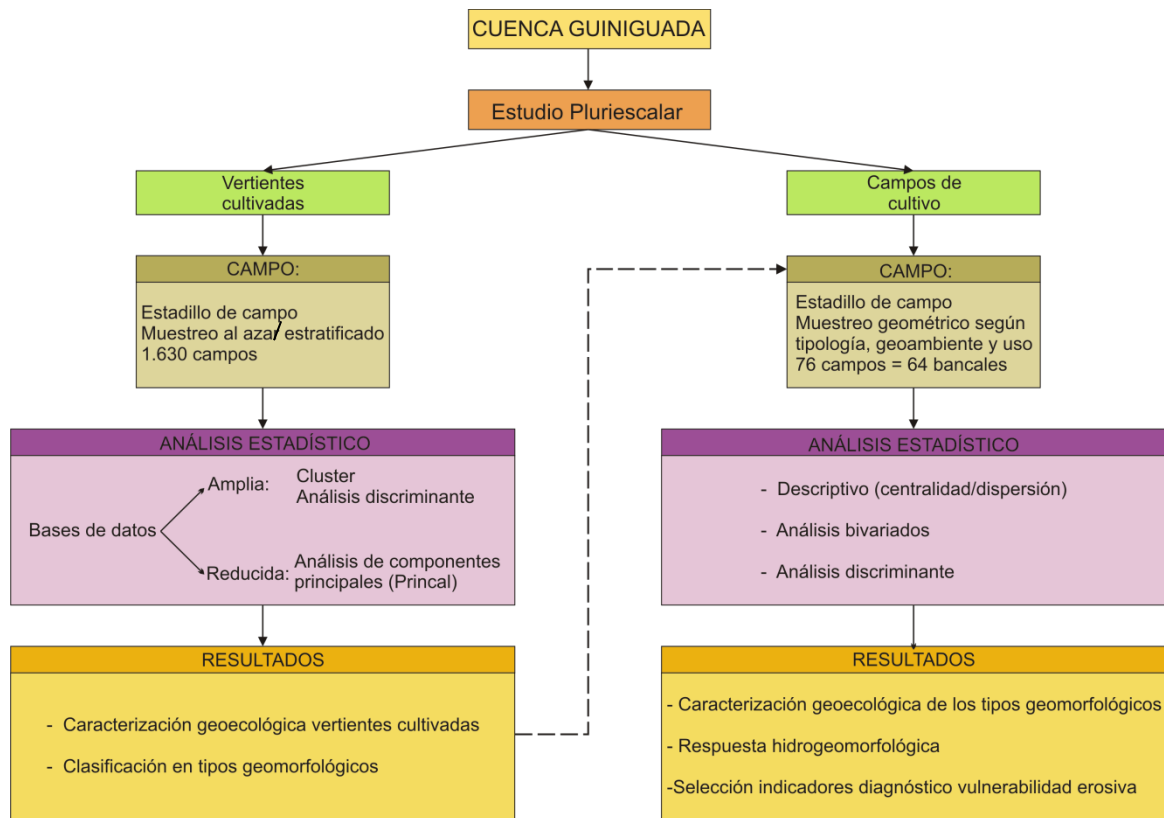 CUENCA GUINIGUADA
Estudio Pluriescalar
Vertientes
cultivadas
CAMPO:
Estadillo de campo
Muestreo al azar estratificado
1.630 campos
ANÁLISIS ESTADÍSTICO
Bases de datos
Amplia:
Cluster
Análisis discriminante
Reducida:
Análisis de componentes
principales (Princal)
RESULTADOS
- Caracterización geoecológica vertientes cultivadas
- Clasificación en tipos geomorfológicos
Campos de
cultivo
CAMPO:
Estadillo de campo
Muestreo geométrico según
tipología, geoambiente y uso
76 campos = 64 bancales
ANÁLISIS ESTADÍSTICO
- Descriptivo (centralidad/dispersión)
- Análisis bivariados
- Análisis discriminante
RESULTADOS
- Caracterización geoecológica de los tipos geomorfológicos
- Respuesta hidrogeomorfológica
-Selección indicadores diagnóstico vulnerabilidad erosiva